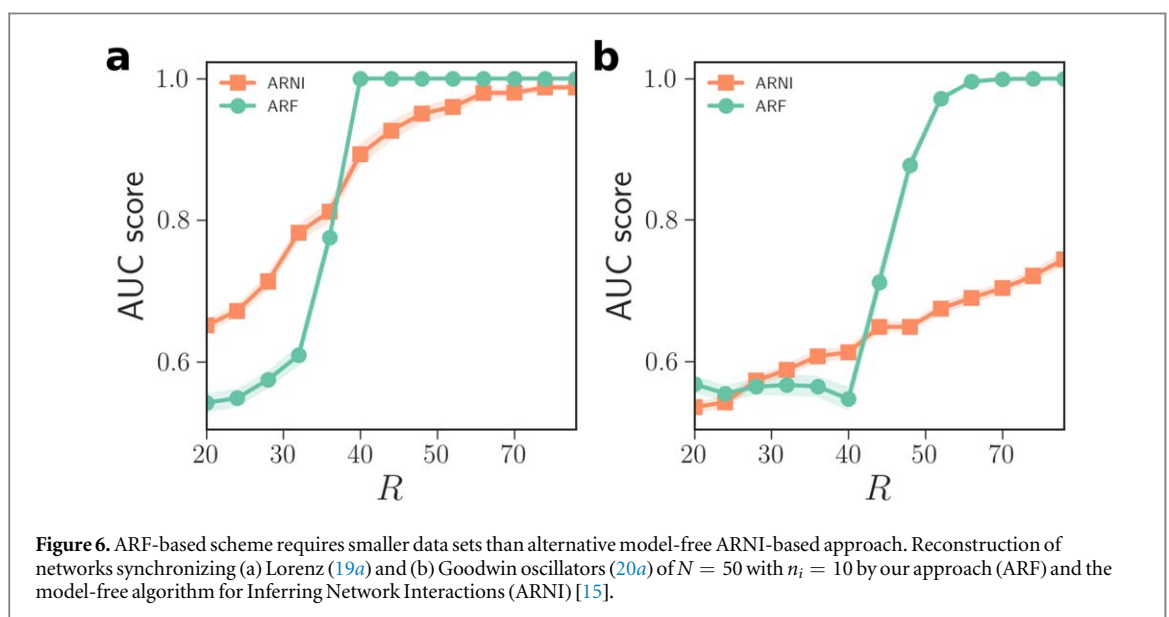 a
1.0
0.8
0.6
AUC score
ARNI
ARF
20 30 40 50 70
R
b
1.0
0.8
0.6
AUC score
ARNI
ARF
20 30 40 50 70
R
Figure 6. ARF-based scheme requires smaller data sets than alternative model-free ARNI-based approach. Reconstruction of
networks synchronizing (a) Lorenz (19a) and (b) Goodwin oscillators (20a) of N = 50 with nᵢ = 10 by our approach (ARF) and the
model-free algorithm for Inferring Network Interactions (ARNI) [15].